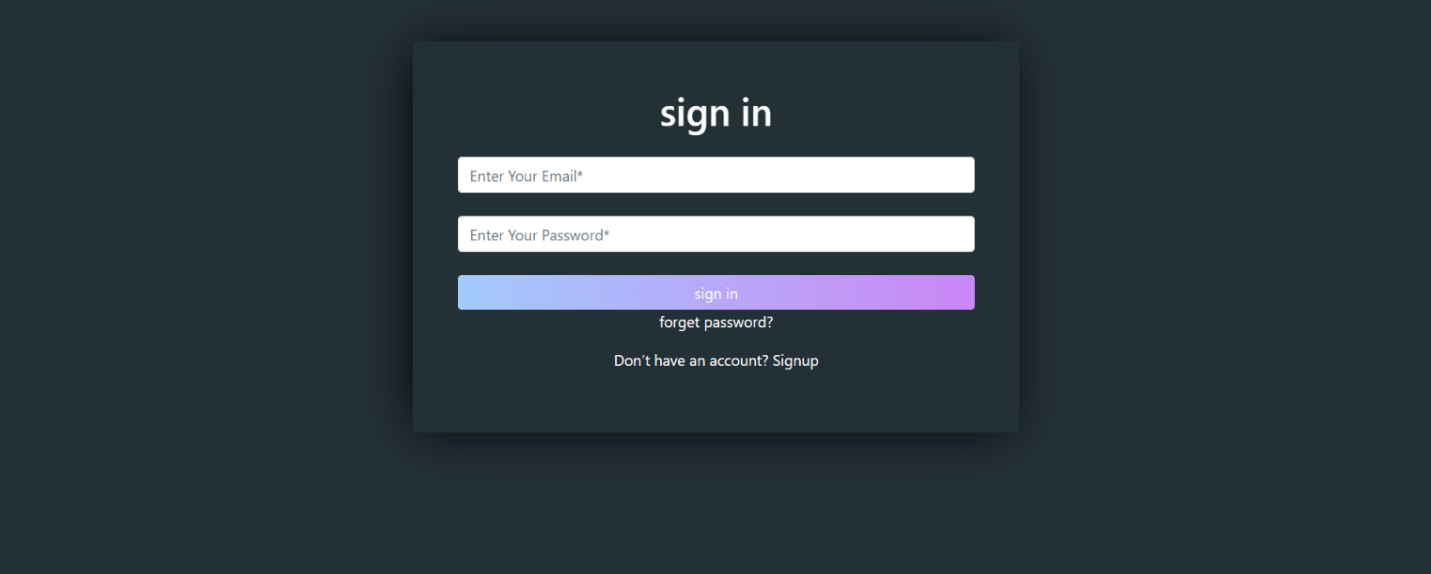 sign in
Enter Your Email*
Enter Your Password*
sign in
forget password?
Don't have an account? Signup